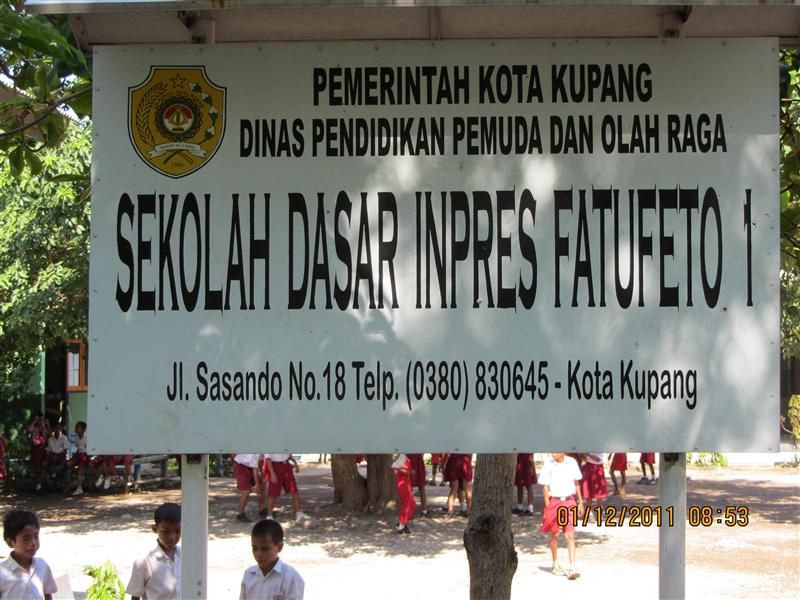 PEMERINTAH KOTA KUPANG
DINAS PENDIDIKAN PEMUDA DAN OLAH RAGA
SEKOLAH DASAR INPRES FATUFETO 1
Jl. Sasando No.18 Telp. (0380) 830645 - Kota Kupang
01/12/2011 08:53